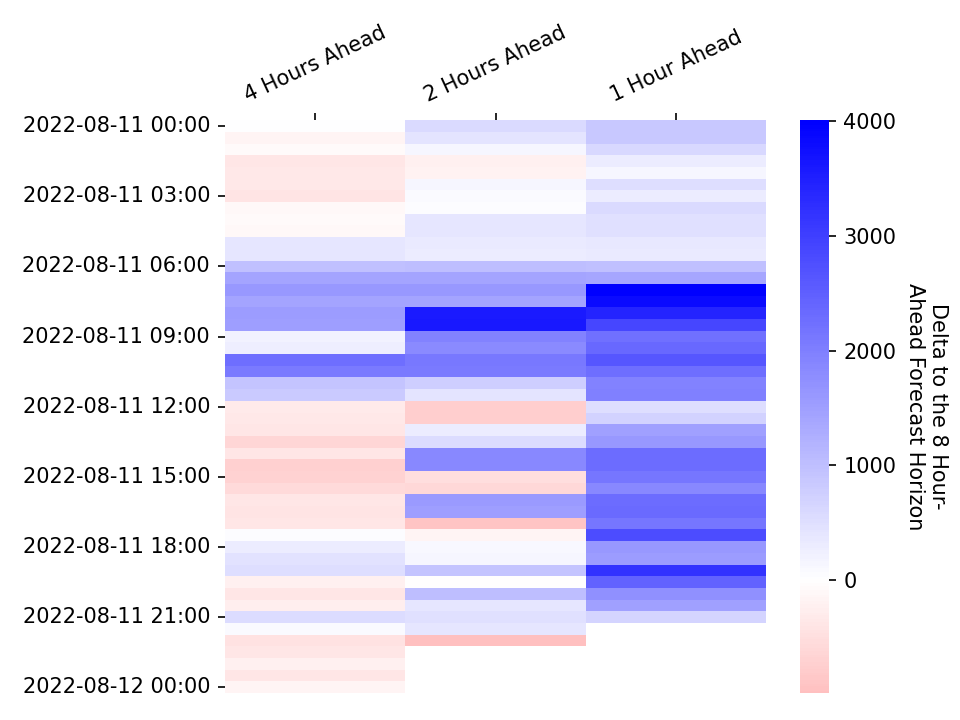 4 Hours Ahead
2 Hours Ahead
1 Hour Ahead
2022-08-11 00:00
2022-08-11 03:00
2022-08-11 06:00
2022-08-11 09:00
2022-08-11 12:00
2022-08-11 15:00
2022-08-11 18:00
2022-08-11 21:00
2022-08-12 00:00
4000
3000
2000
1000
0
Delta to the 8 Hour-
Ahead Forecast Horizon